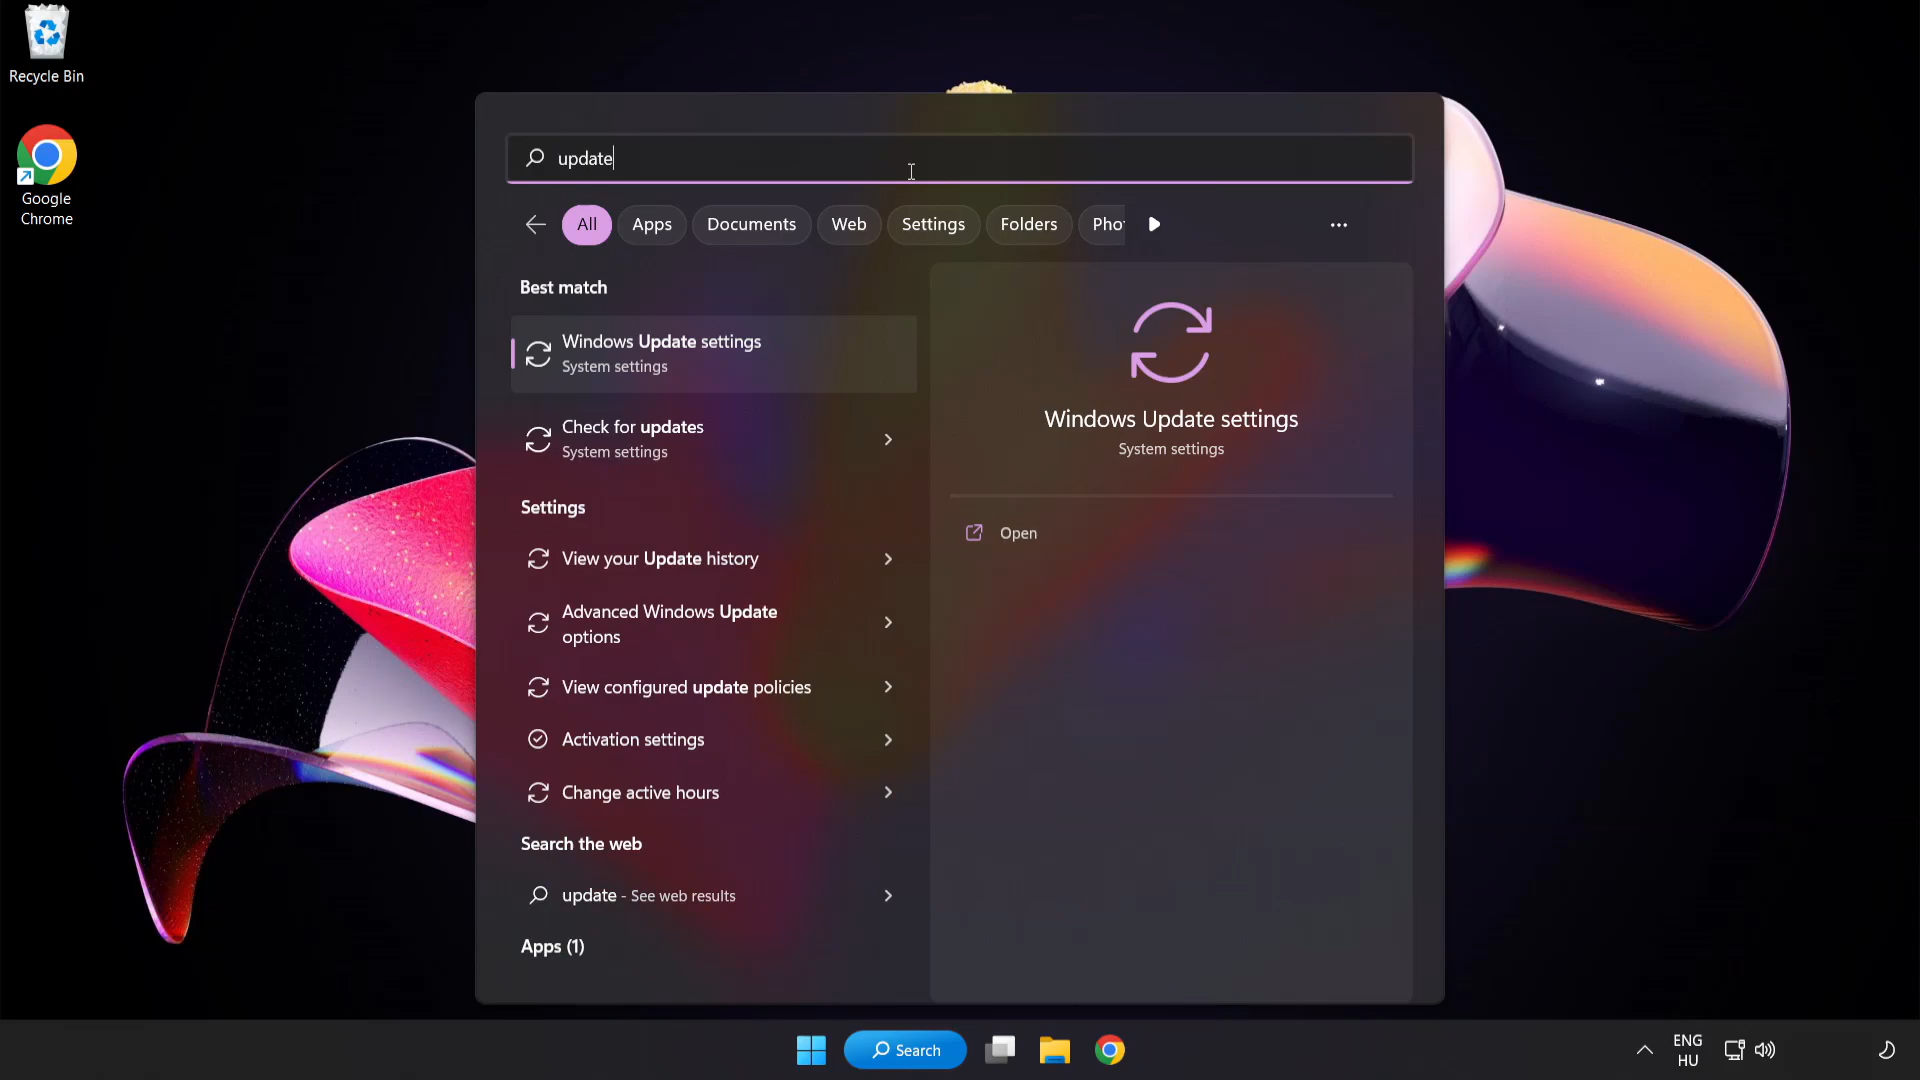 Recycle Bin
Google
Chrome
update
All
Apps
Documents
Web
Settings
Folders
Pho
Best match
Windows Update settings
System settings
Check for updates
System settings
Settings
View your Update history
Advanced Windows Update
options
View configured update policies
Activation settings
Change active hours
Search the web
update - See web results
Apps (1)
Windows Update settings
System settings
Open
Search
ENG
HU